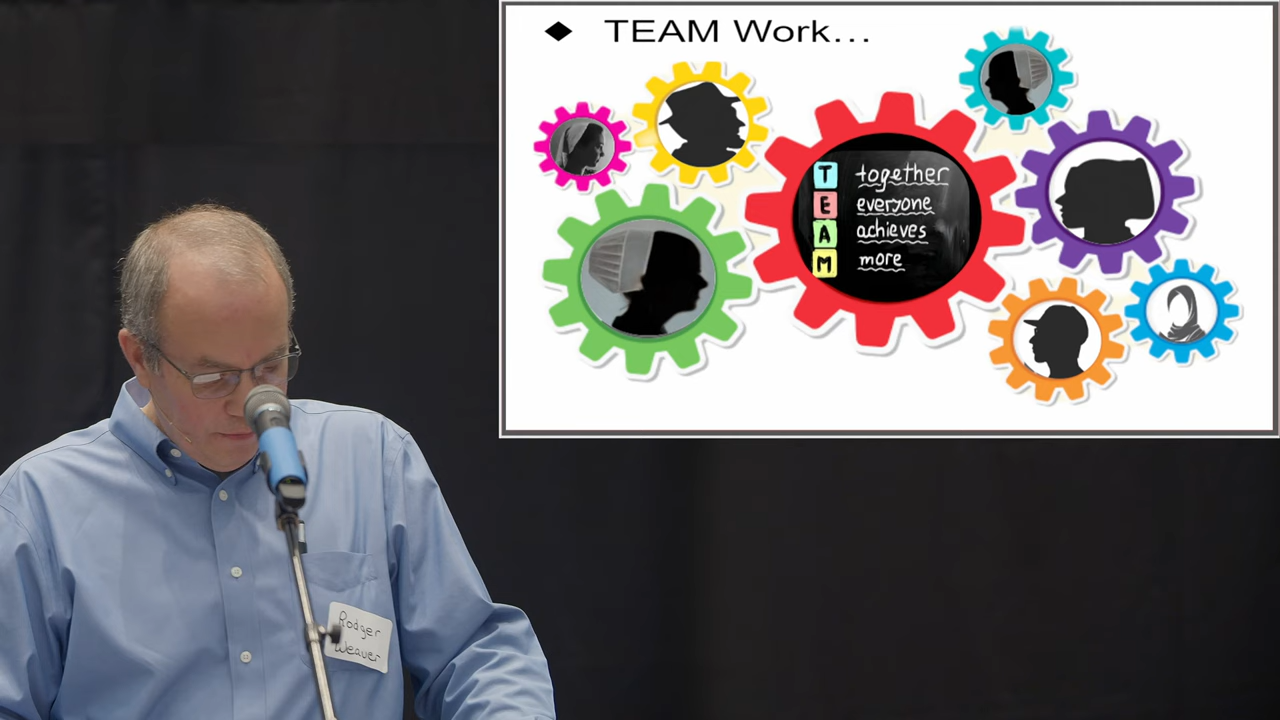 ◆ TEAM Work...
T together
E everyone
A achieves
M more
Rodger
Weaver